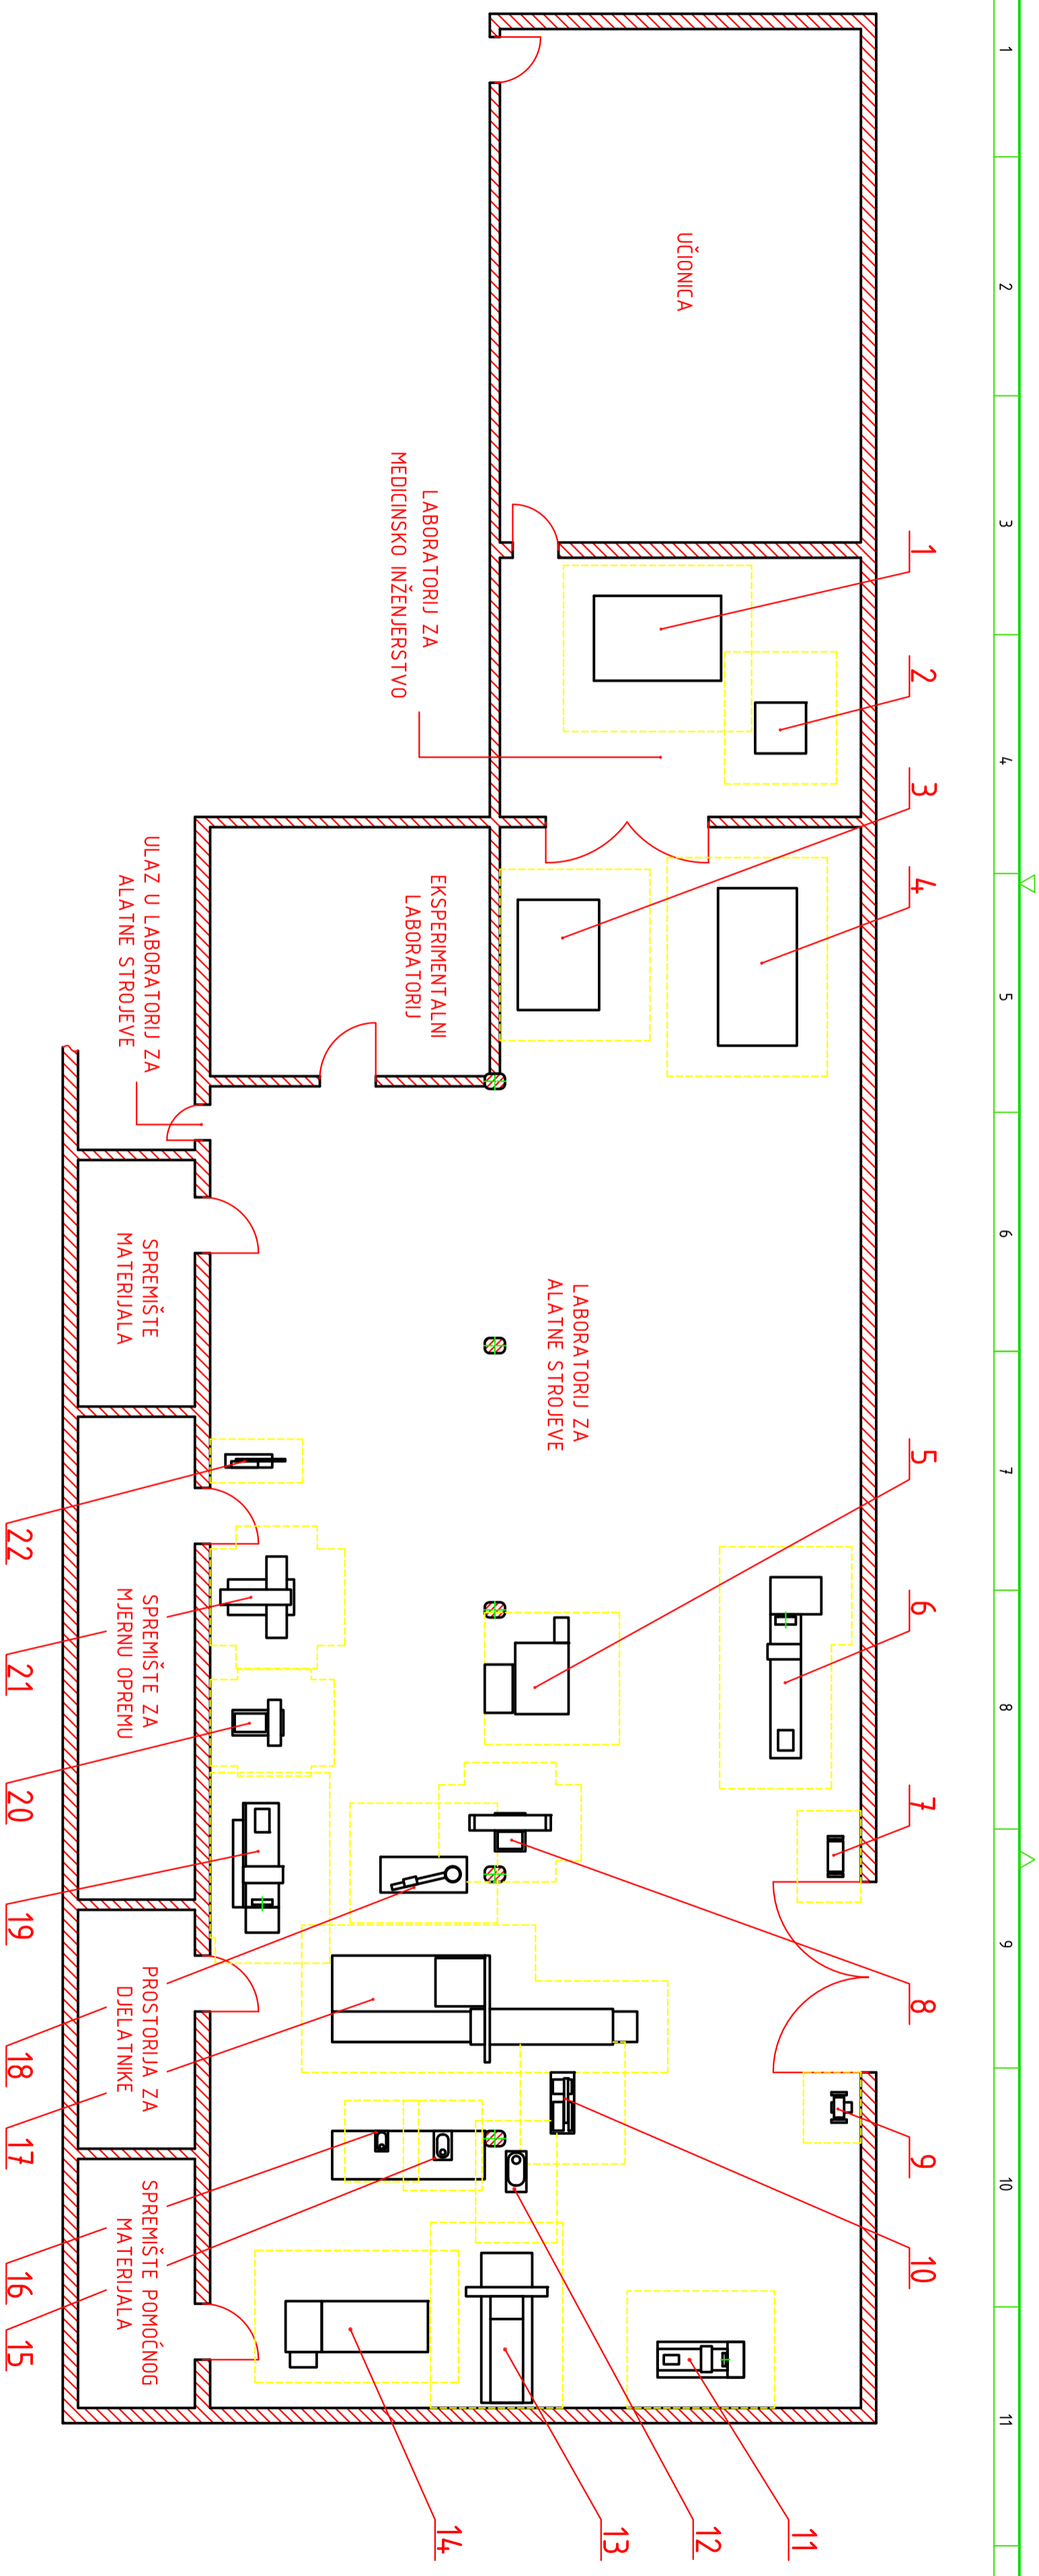 1
2
3
4
5
6
7
8
9
10
11
1
2
3
4
5
6
7
8
9
10
11
12
13
14
UČIONICA
LABORATORIJ ZA
MEDICINSKO INŽENJERSTVO
EKSPERIMENTALNI
LABORATORIJ
LABORATORIJ ZA
ALATNE STROJEVE
ULAZ U LABORATORIJ ZA
ALATNE STROJEVE
SPREMIŠTE
MATERIJALA
SPREMIŠTE ZA
MJERNU OPREMU
PROSTORIJA ZA
DJELATNIKE
SPREMIŠTE POMOĆNOG
MATERIJALA
22
21
20
19
18
17
16
15